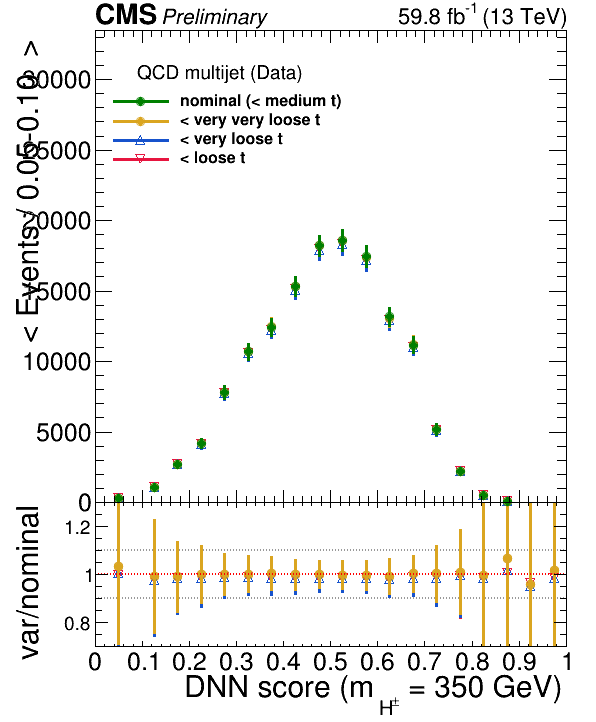 CMS Preliminary 59.8 fb-1 (13 TeV)
< Events / 0.05-0.10 >
30000
25000
20000
15000
10000
5000
0
QCD multijet (Data)
nominal (< medium t)
< very very loose t
< very loose t
< loose t
var/nominal
1.2
1
0.8
0 0.1 0.2 0.3 0.4 0.5 0.6 0.7 0.8 0.9 1
DNN score (m H± = 350 GeV)